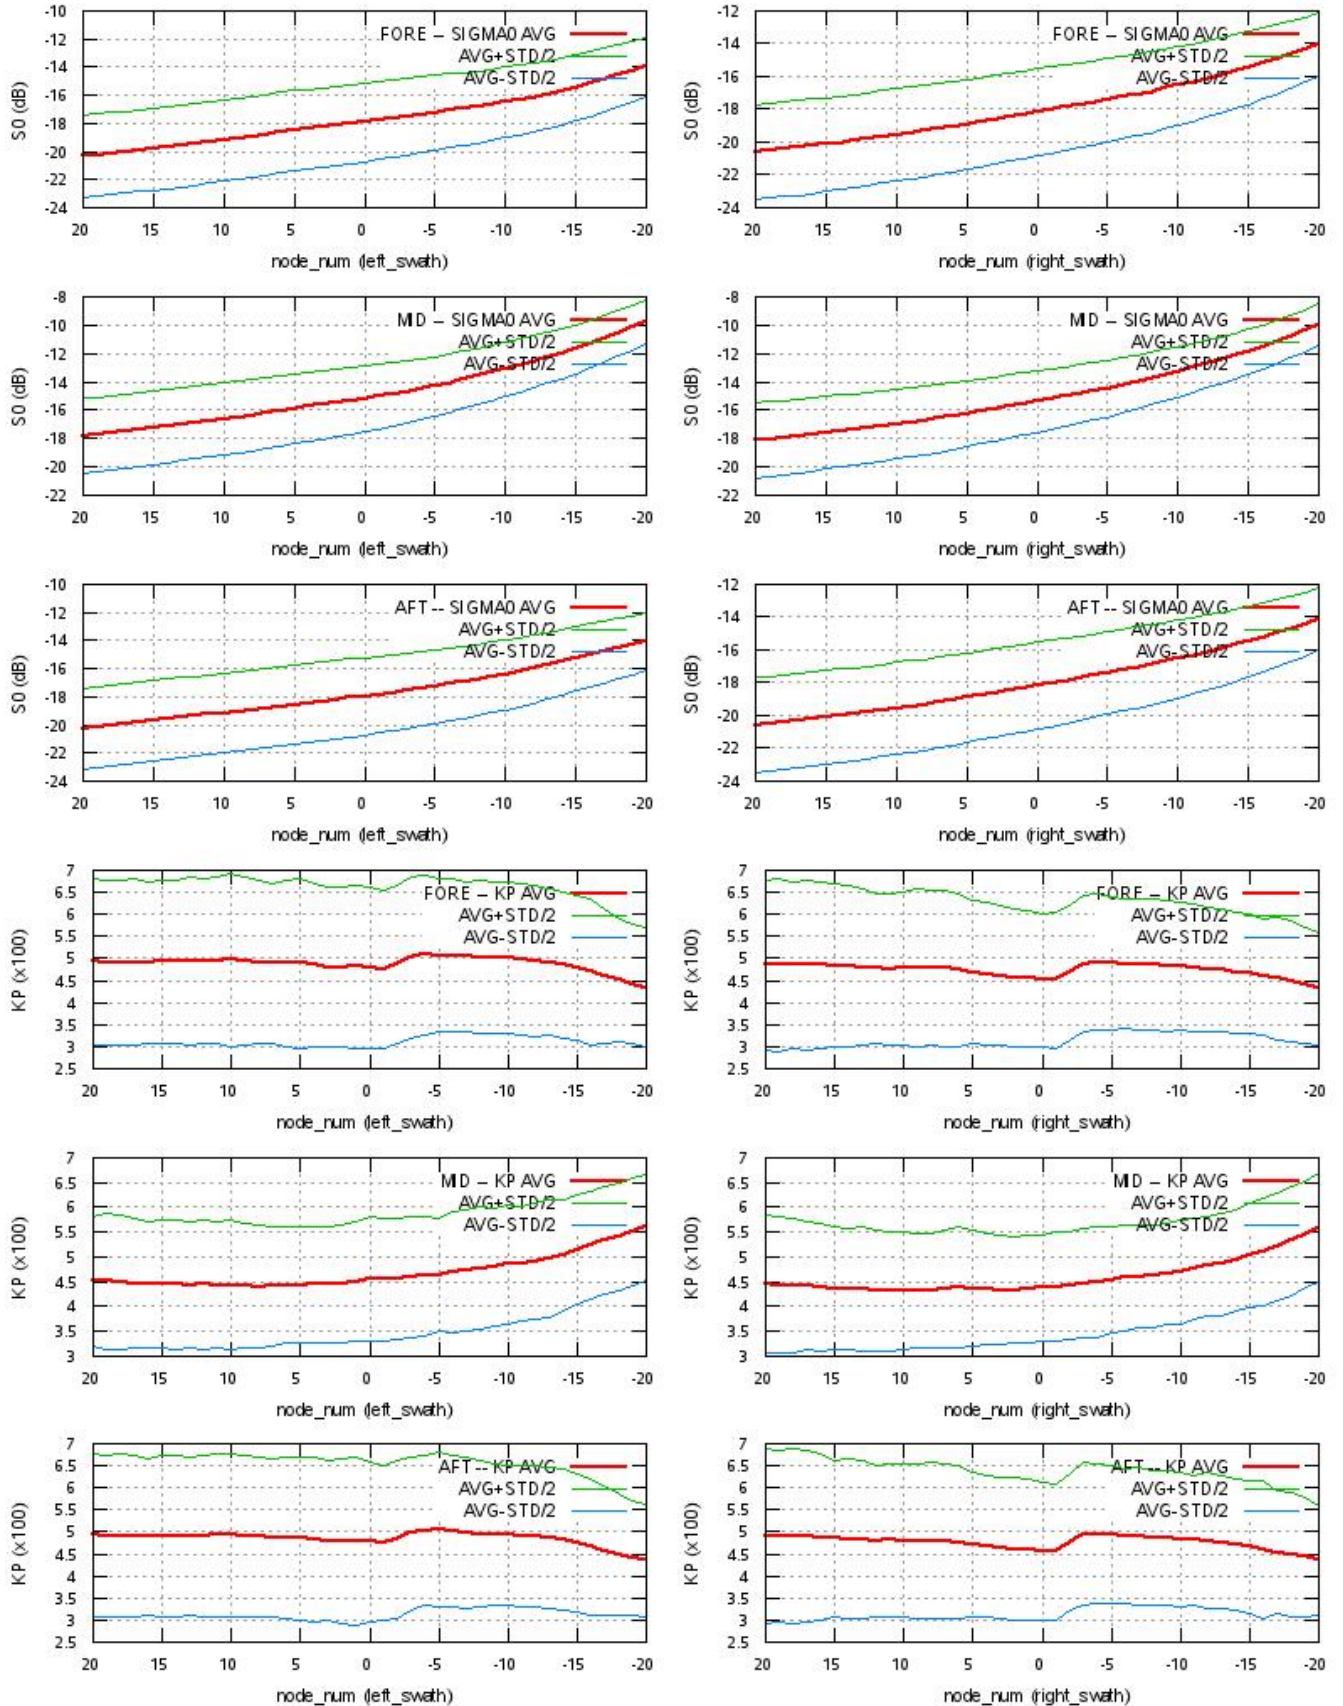 -10
-12
-14
-16
-18
-20
-22
-24
S0 (dB)
FORE -- SIGMA0 AVG
AVG+STD/2
AVG-STD/2
20 15 10 5 0 -5 -10 -15 -20
node_num (left_swath)
-12
-14
-16
-18
-20
-22
-24
S0 (dB)
FORE -- SIGMA0 AVG
AVG+STD/2
AVG-STD/2
20 15 10 5 0 -5 -10 -15 -20
node_num (right_swath)
-8
-10
-12
-14
-16
-18
-20
-22
S0 (dB)
MID -- SIGMA0 AVG
AVG+STD/2
AVG-STD/2
20 15 10 5 0 -5 -10 -15 -20
node_num (left_swath)
-8
-10
-12
-14
-16
-18
-20
-22
S0 (dB)
MID -- SIGMA0 AVG
AVG+STD/2
AVG-STD/2
20 15 10 5 0 -5 -10 -15 -20
node_num (right_swath)
-10
-12
-14
-16
-18
-20
-22
-24
S0 (dB)
AFT -- SIGMA0 AVG
AVG+STD/2
AVG-STD/2
20 15 10 5 0 -5 -10 -15 -20
node_num (left_swath)
-12
-14
-16
-18
-20
-22
-24
S0 (dB)
AFT -- SIGMA0 AVG
AVG+STD/2
AVG-STD/2
20 15 10 5 0 -5 -10 -15 -20
node_num (right_swath)
7
6.5
6
5.5
5
4.5
4
3.5
3
2.5
KP (x100)
FORE -- KP AVG
AVG+STD/2
AVG-STD/2
20 15 10 5 0 -5 -10 -15 -20
node_num (left_swath)
7
6.5
6
5.5
5
4.5
4
3.5
3
2.5
KP (x100)
FORE -- KP AVG
AVG+STD/2
AVG-STD/2
20 15 10 5 0 -5 -10 -15 -20
node_num (right_swath)
7
6.5
6
5.5
5
4.5
4
3.5
3
KP (x100)
MID -- KP AVG
AVG+STD/2
AVG-STD/2
20 15 10 5 0 -5 -10 -15 -20
node_num (left_swath)
7
6.5
6
5.5
5
4.5
4
3.5
3
KP (x100)
MID -- KP AVG
AVG+STD/2
AVG-STD/2
20 15 10 5 0 -5 -10 -15 -20
node_num (right_swath)
7
6.5
6
5.5
5
4.5
4
3.5
3
2.5
KP (x100)
AFT -- KP AVG
AVG+STD/2
AVG-STD/2
20 15 10 5 0 -5 -10 -15 -20
node_num (left_swath)
7
6.5
6
5.5
5
4.5
4
3.5
3
2.5
KP (x100)
AFT -- KP AVG
AVG+STD/2
AVG-STD/2
20 15 10 5 0 -5 -10 -15 -20
node_num (right_swath)